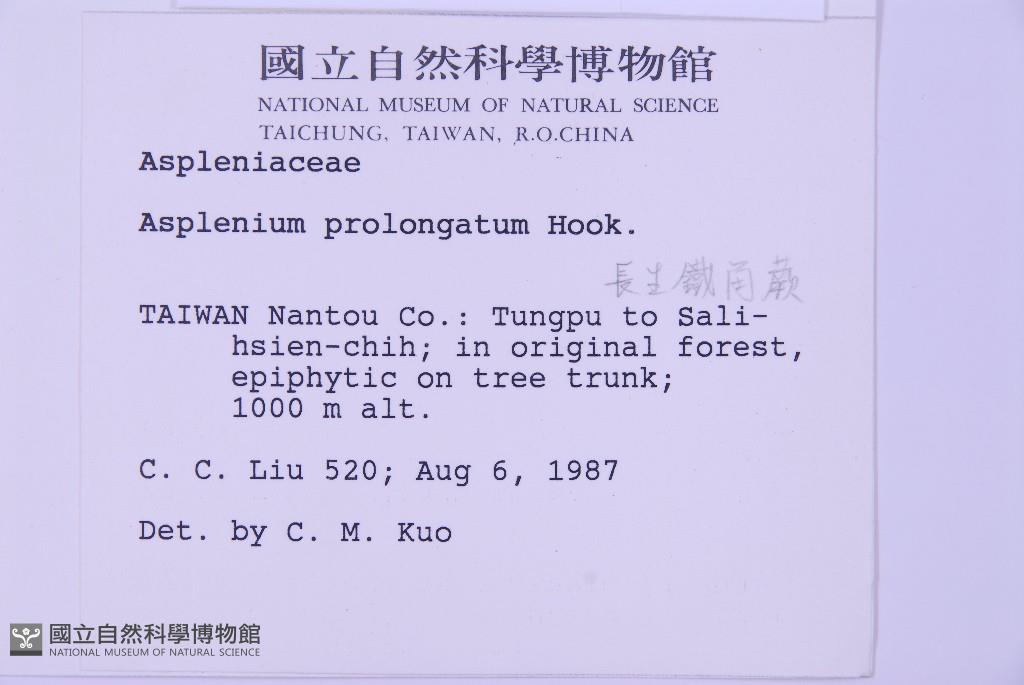 國立自然科學博物館
NATIONAL MUSEUM OF NATURAL SCIENCE
TAICHUNG, TAIWAN, R.O.CHINA
Aspleniaceae
Asplenium prolongatum Hook.
長生鐵角蕨
TAIWAN Nantou Co.: Tungpu to Sali-
hsien-chih; in original forest,
epiphytic on tree trunk;
1000 m alt.
C. C. Liu 520; Aug 6, 1987
Det. by C. M. Kuo
國立自然科學博物館
NATIONAL MUSEUM OF NATURAL SCIENCE